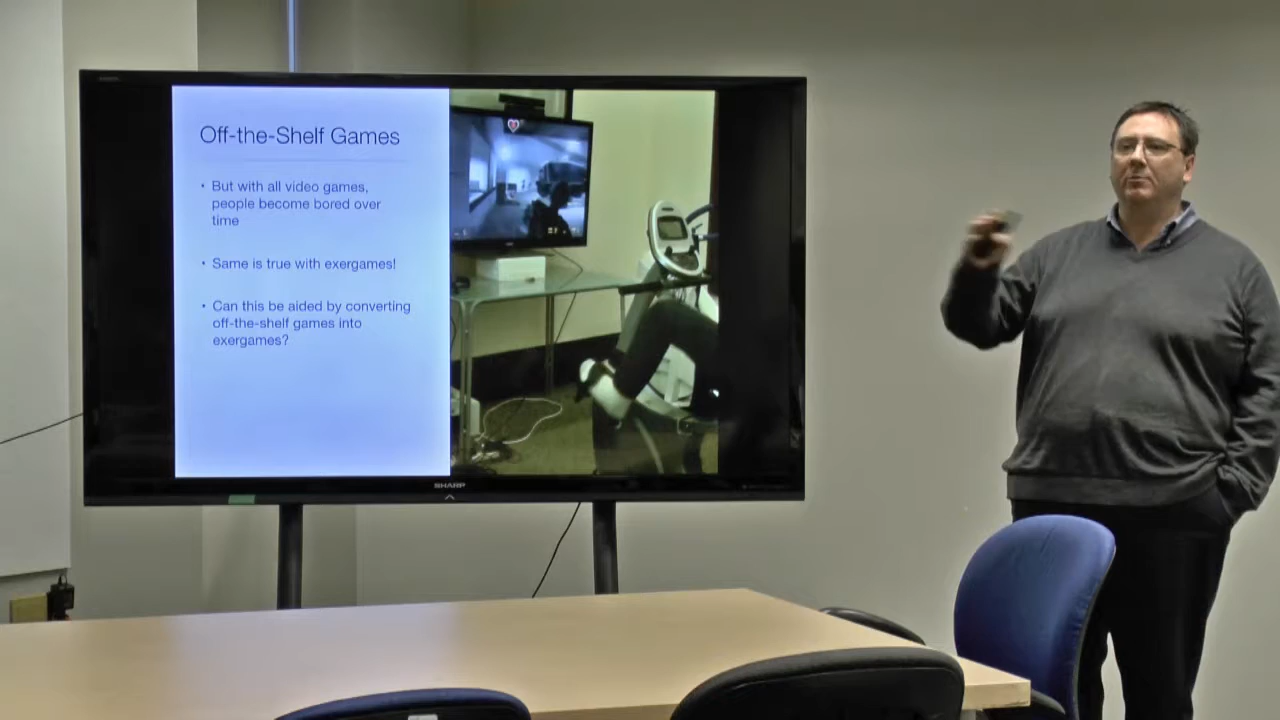 Off-the-Shelf Games
• But with all video games,
people become bored over
time
• Same is true with exergames!
• Can this be aided by converting
off-the-shelf games into
exergames?
SHARP